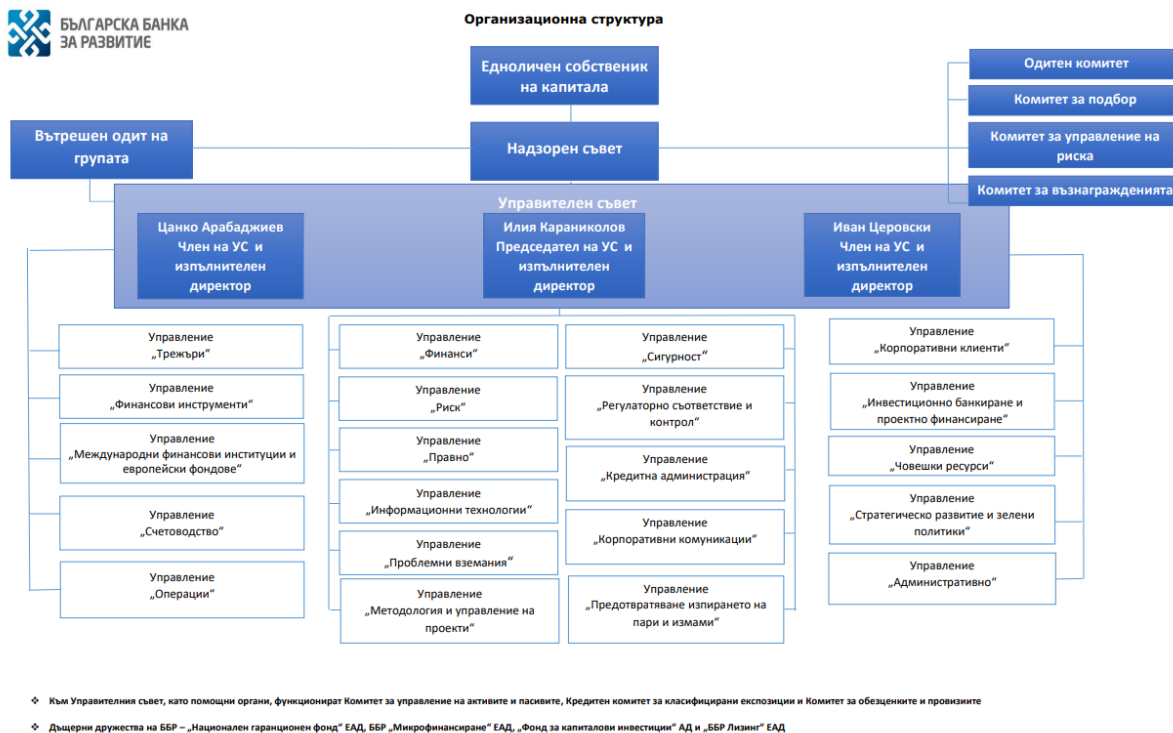 БЪЛГАРСКА БАНКА
ЗА РАЗВИТИЕ
Организационна структура
Едноличен собственик
на капитала
Одитен комитет
Комитет за подбор
Вътрешен одит на
групата
Надзорен съвет
Комитет за управление на
риска
Комитет за възнагражденията
Управителен съвет
Цанко Арабаджиев
Член на УС и
изпълнителен
директор
Илия Караниколов
Председател на УС и
изпълнителен
директор
Иван Церовски
Член на УС и
изпълнителен
директор
Управление
„Трежъри“
Управление
„Финансови инструменти“
Управление
„Международни финансови институции и
европейски фондове“
Управление
„Счетоводство“
Управление
„Операции“
Управление
„Финанси“
Управление
„Риск“
Управление
„Правно“
Управление
„Информационни технологии“
Управление
„Проблемни вземания“
Управление
„Методология и управление на
проекти“
Управление
„Сигурност“
Управление
„Регулаторно съответствие и
контрол“
Управление
„Кредитна администрация“
Управление
„Корпоративни комуникации“
Управление
„Предотвратяване изпирането на
пари и измами“
Управление
„Корпоративни клиенти“
Управление
„Инвестиционно банкиране и
проектно финансиране“
Управление
„Човешки ресурси“
Управление
„Стратегическо развитие и зелени
политики“
Управление
„Административно“
❖ Към Управителния съвет, като помощни органи, функционират Комитет за управление на активите и пасивите, Кредитен комитет за класифицирани експозиции и Комитет за обезценките и провизиите
❖ Дъщерни дружества на ББР – „Национален гаранционен фонд“ ЕАД, ББР „Микрофинансиране“ ЕАД, „Фонд за капиталови инвестиции“ АД и „ББР Лизинг“ ЕАД